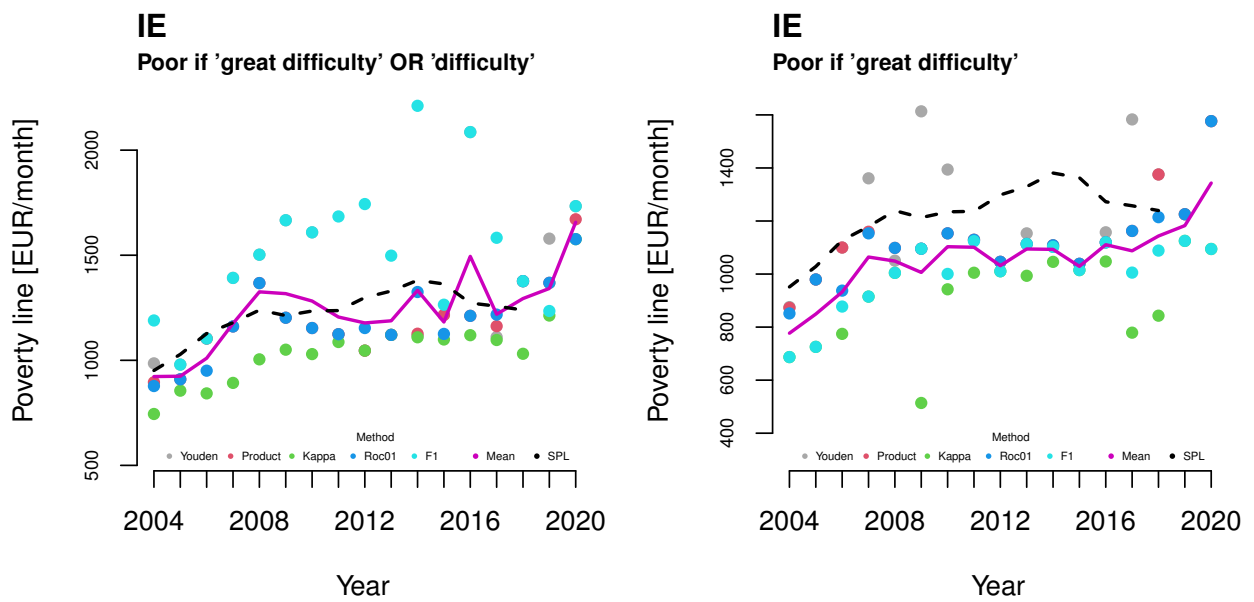 IE
Poor if ’great difficulty’ OR ’difficulty’
Poverty line [EUR/month]
2000
1500
1000
500
Method
Youden Product Kappa Roc01 F1 Mean SPL
2004 2008 2012 2016 2020
Year
IE
Poor if ’great difficulty’
Poverty line [EUR/month]
1400
1000
800
600
400
Method
Youden Product Kappa Roc01 F1 Mean SPL
2004 2008 2012 2016 2020
Year